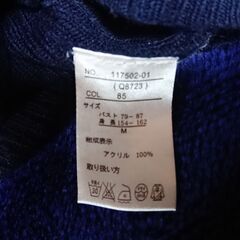 NO. 117502-01
(Q8723)
COL. 85
サイズ
バスト 79-87
身長 154-162
M
組成表示
アクリル 100%
取り扱い方